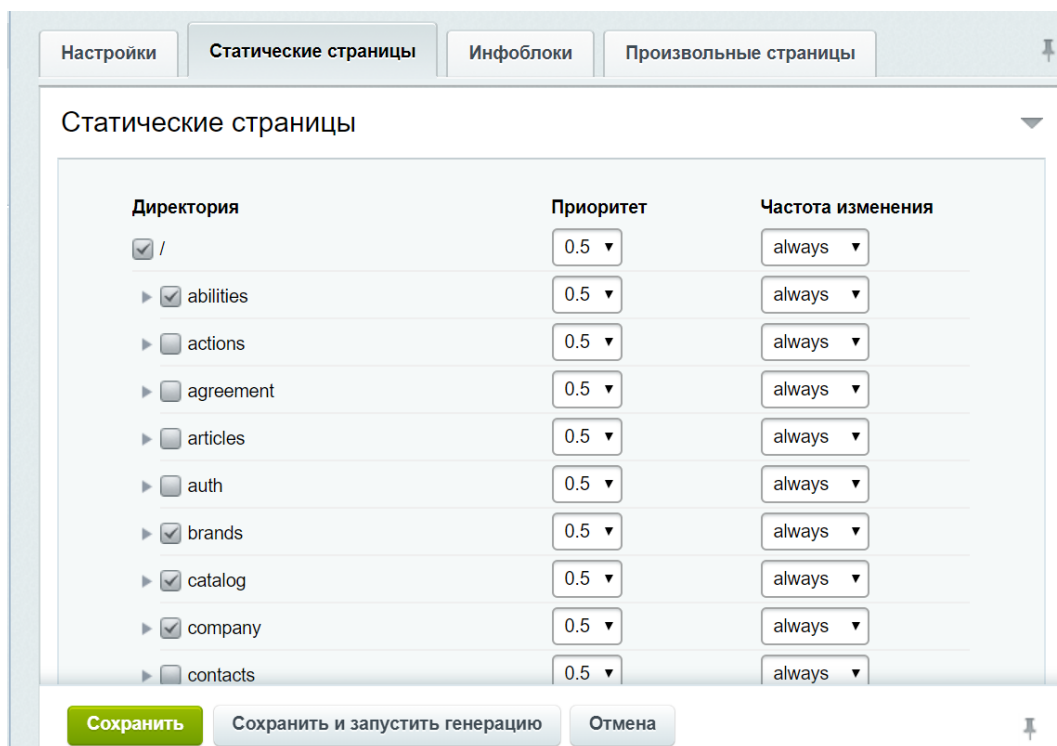 Настройки Статические страницы Инфоблоки Произвольные страницы
Статические страницы
Директория Приоритет Частота изменения
/ 0.5 always
abilities 0.5 always
actions 0.5 always
agreement 0.5 always
articles 0.5 always
auth 0.5 always
brands 0.5 always
catalog 0.5 always
company 0.5 always
contacts 0.5 always
Сохранить Сохранить и запустить генерацию Отмена